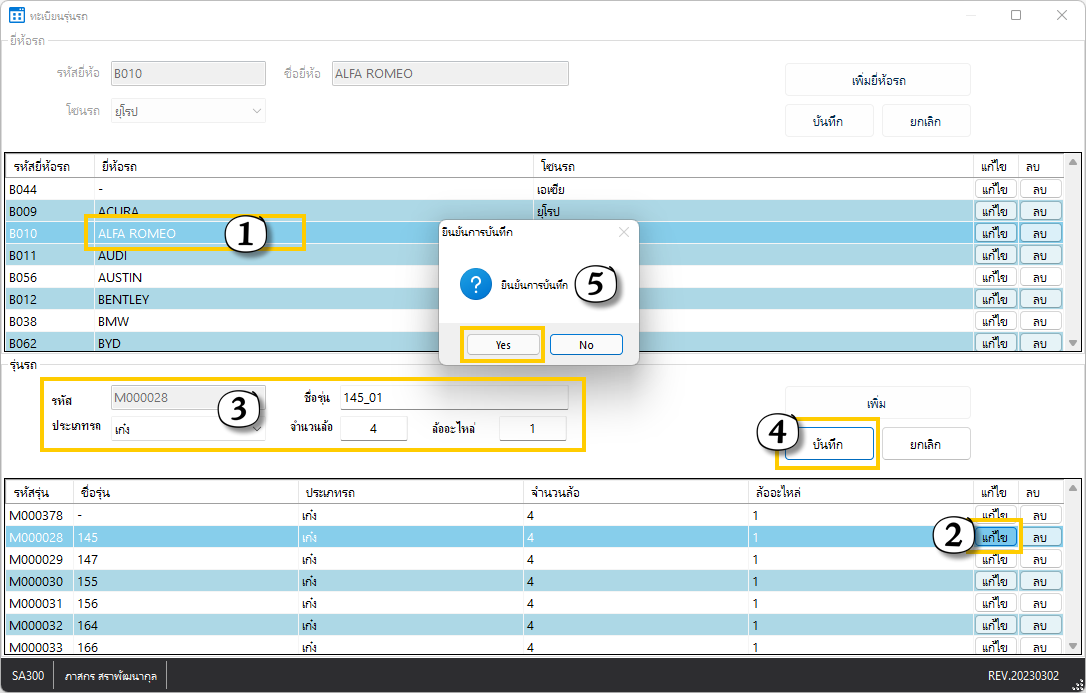 ทะเบียนรุ่นรถ
ยี่ห้อรถ
รหัสยี่ห้อ B010 ชื่อยี่ห้อ ALFA ROMEO เพิ่มยี่ห้อรถ
โซนรถ ยุโรป บันทึก ยกเลิก
รหัสยี่ห้อรถ ยี่ห้อรถ โซนรถ แก้ไข ลบ
B044 - เอเชีย แก้ไข ลบ
B009 ACURA ยุโรป แก้ไข ลบ
B010 ALFA ROMEO 1 แก้ไข ลบ
B011 AUDI แก้ไข ลบ
B056 AUSTIN แก้ไข ลบ
B012 BENTLEY แก้ไข ลบ
B038 BMW แก้ไข ลบ
B062 BYD แก้ไข ลบ
ยืนยันการบันทึก
? ยืนยันการบันทึก 5
Yes No
รุ่นรถ
รหัส M000028 3 ชื่อรุ่น 145_01 เพิ่ม
ประเภทรถ เก๋ง จำนวนล้อ 4 ล้ออะไหล่ 1 4 บันทึก ยกเลิก
รหัสรุ่น ชื่อรุ่น ประเภทรถ จำนวนล้อ ล้ออะไหล่ แก้ไข ลบ
M000378 - เก๋ง 4 1 แก้ไข ลบ
M000028 145 เก๋ง 4 1 2 แก้ไข ลบ
M000029 147 เก๋ง 4 1 แก้ไข ลบ
M000030 155 เก๋ง 4 1 แก้ไข ลบ
M000031 156 เก๋ง 4 1 แก้ไข ลบ
M000032 164 เก๋ง 4 1 แก้ไข ลบ
M000033 166 เก๋ง 4 1 แก้ไข ลบ
SA300 ภาสกร สราพัฒนากุล REV.20230302